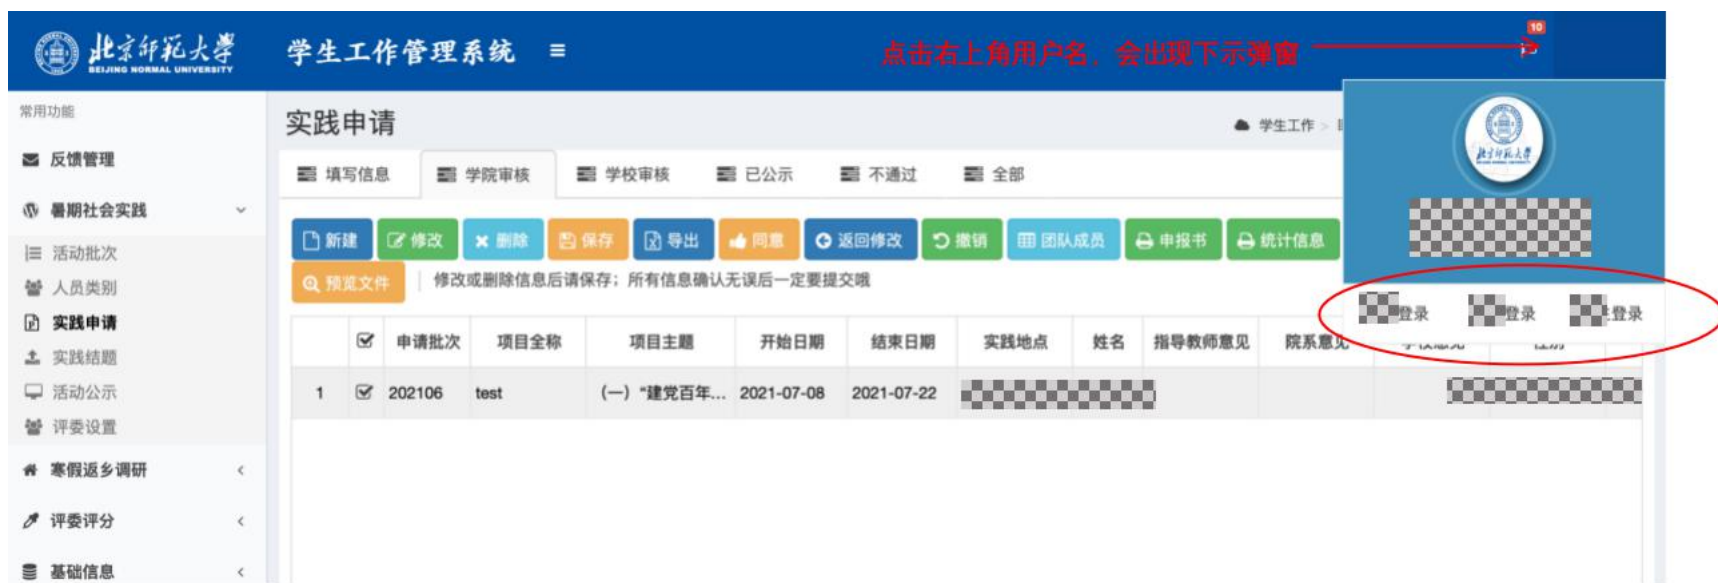 北京师范大学
BEIJING NORMAL UNIVERSITY
学生工作管理系统
点击右上角用户名，会出现下示弹窗
10
常用功能
反馈管理
暑期社会实践
活动批次
人员类别
实践申请
实践结题
活动公示
评委设置
寒假返乡调研
评委评分
基础信息
实践申请
学生工作 >
填写信息 学院审核 学校审核 已公示 不通过 全部
新建 修改 删除 保存 导出 同意 返回修改 撤销 团队成员 申报书 统计信息
预览文件 修改或删除信息后请保存；所有信息确认无误后一定要提交哦
北京师范大学
登录 登录 登录
申请批次 项目全称 项目主题 开始日期 结束日期 实践地点 姓名 指导教师意见 院系意见
1 202106 test （一）“建党百年... 2021-07-08 2021-07-22